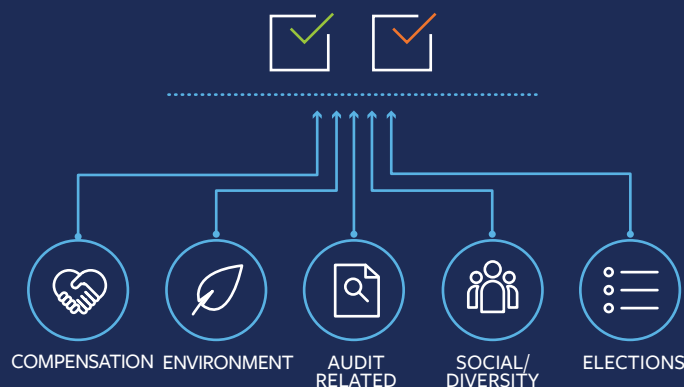 COMPENSATION
ENVIRONMENT
AUDIT
RELATED
SOCIAL/
DIVERSITY
ELECTIONS